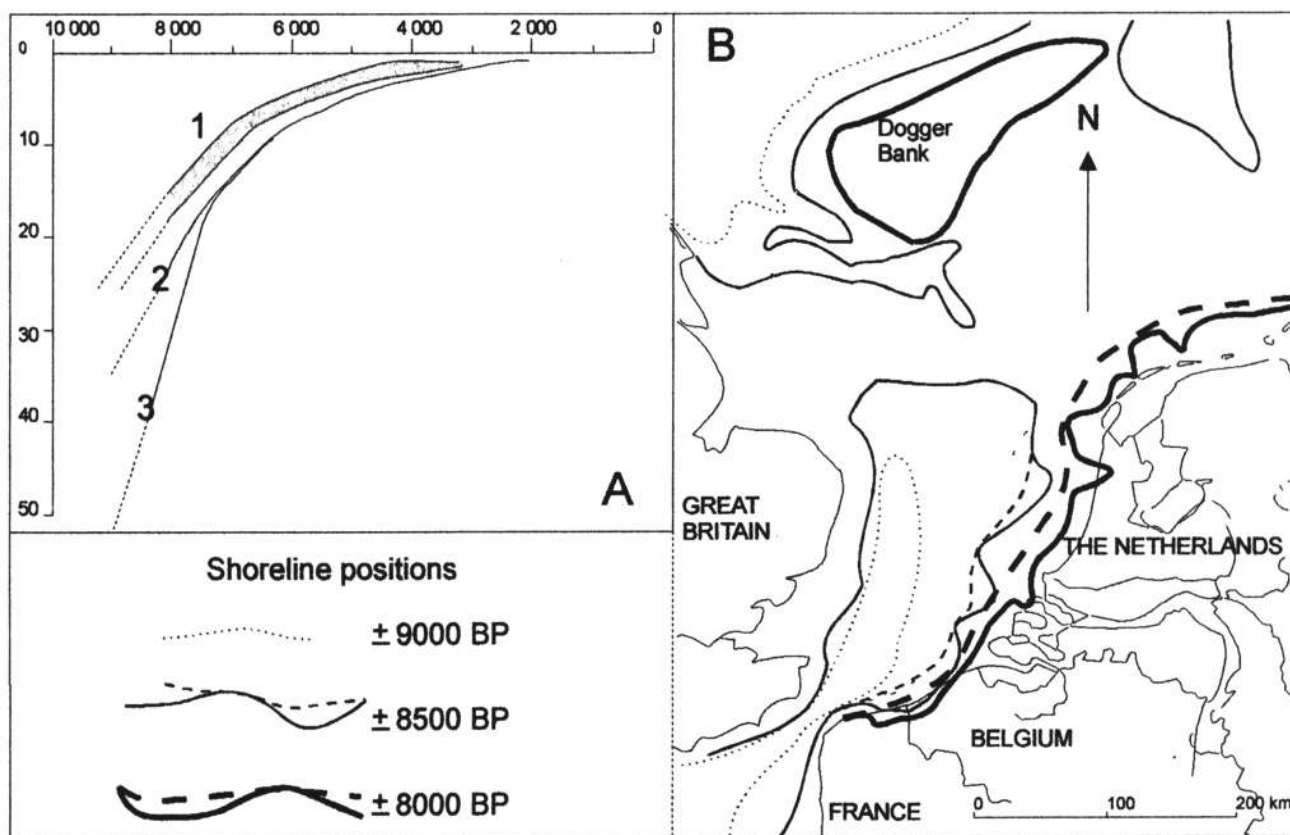 10 000 8 000 6 000 4 000 2 000 0
0
10
20
30
40
50
1
2
3
A
B
Dogger
Bank
N
GREAT
BRITAIN
THE NETHERLANDS
BELGIUM
FRANCE
0 100 200 km
Shoreline positions
± 9000 BP
± 8500 BP
± 8000 BP